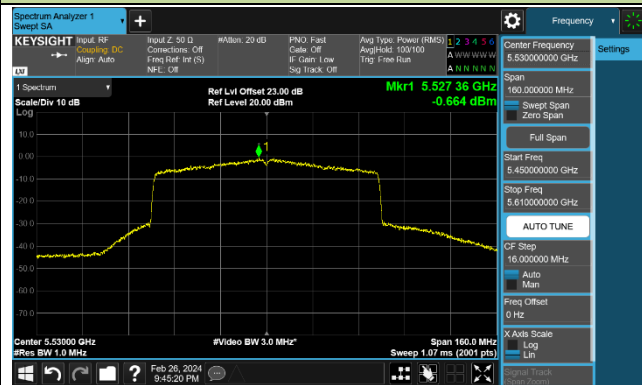 Spectrum Analyzer 1
Swept SA
Frequency
KEYSIGHT
Input: RF
Coupling: DC
Align: Auto
Input Z: 50 Ω
Corrections: Off
Freq Ref: Int (S)
NFE: Off
#Atten: 20 dB
PNO: Fast
Gate: Off
IF Gain: Low
Sig Track: Off
Avg Type: Power (RMS)
Avg|Hold: 100/100
Trig: Free Run
1 2 3 4 5 6
A W W W W W
A N N N N N
LXI
1 Spectrum
Scale/Div 10 dB
Log
Ref Lvl Offset 23.00 dB
Ref Level 20.00 dBm
Mkr1 5.527 36 GHz
-0.664 dBm
1
10.0
0.00
-10.0
-20.0
-30.0
-40.0
-50.0
-60.0
-70.0
Center 5.53000 GHz
#Res BW 1.0 MHz
#Video BW 3.0 MHz*
Span 160.0 MHz
Sweep 1.07 ms (2001 pts)
Feb 26, 2024
9:45:20 PM
?
Center Frequency
5.530000000 GHz
Settings
Span
160.000000 MHz
Swept Span
Zero Span
Full Span
Start Freq
5.450000000 GHz
Stop Freq
5.610000000 GHz
AUTO TUNE
CF Step
16.000000 MHz
Auto
Man
Freq Offset
0 Hz
X Axis Scale
Log
Lin
Signal Track
(Span Zoom)